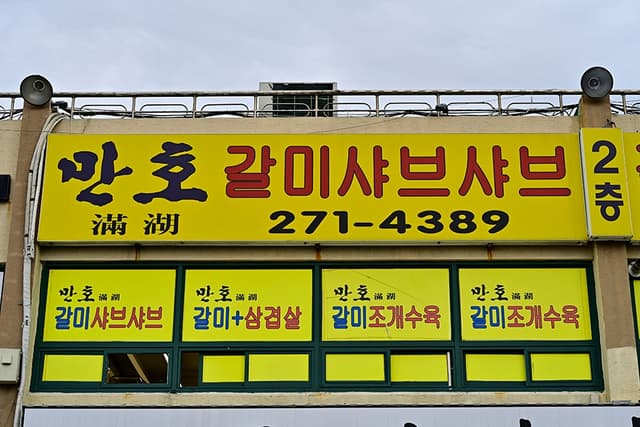 만호 갈미샤브샤브
滿湖 271-4389
2층
만호 滿湖
갈미샤브샤브
만호 滿湖
갈미+삼겹살
만호 滿湖
갈미조개수육
만호 滿湖
갈미조개수육